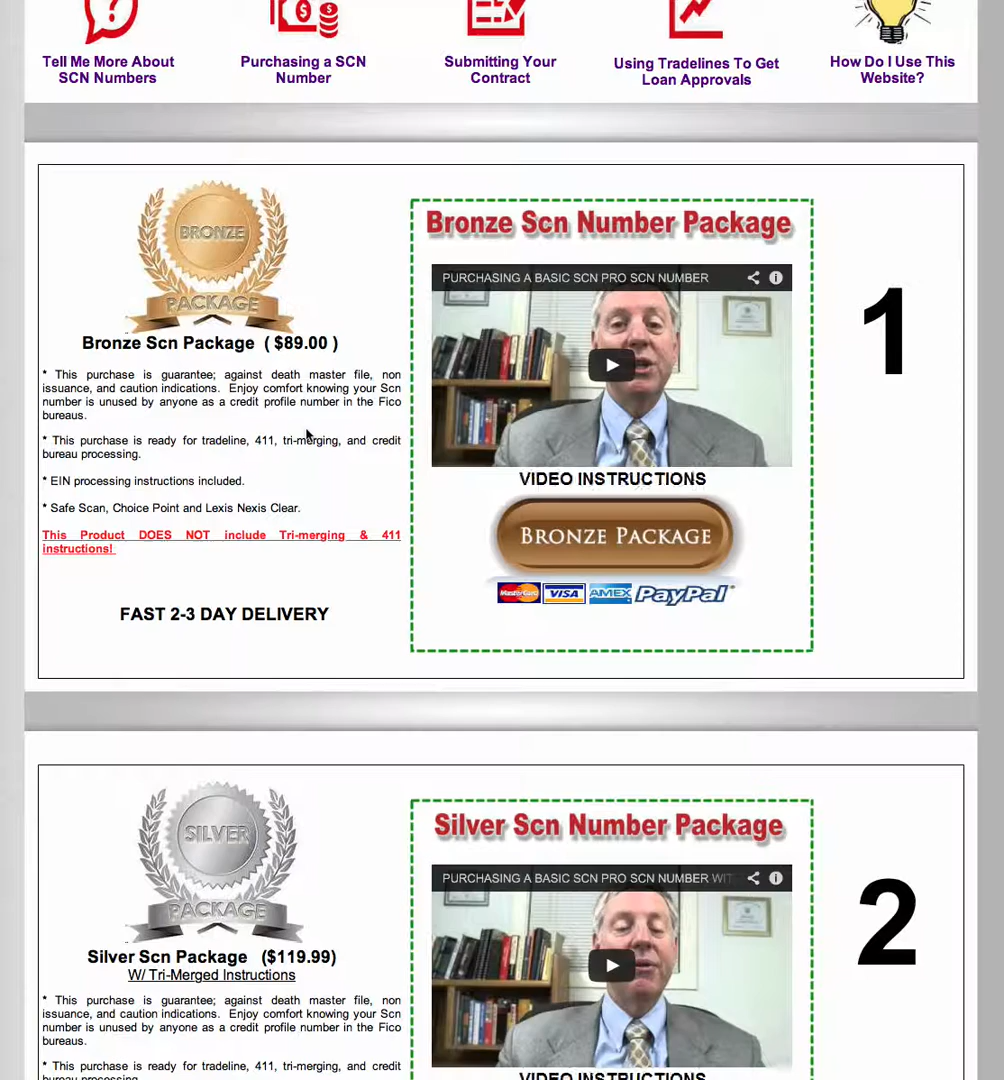 Tell Me More About
SCN Numbers
Purchasing a SCN
Number
Submitting Your
Contract
Using Tradelines To Get
Loan Approvals
How Do I Use This
Website?
BRONZE
PACKAGE
Bronze Scn Package ( $89.00 )
* This purchase is guarantee; against death master file, non
issuance, and caution indications. Enjoy comfort knowing your Scn
number is unused by anyone as a credit profile number in the Fico
bureaus.
* This purchase is ready for tradeline, 411, tri-merging, and credit
bureau processing.
* EIN processing instructions included.
* Safe Scan, Choice Point and Lexis Nexis Clear.
This Product DOES NOT include Tri-merging & 411
instructions!
FAST 2-3 DAY DELIVERY
Bronze Scn Number Package
PURCHASING A BASIC SCN PRO SCN NUMBER
VIDEO INSTRUCTIONS
BRONZE PACKAGE
MasterCard VISA AMEX PayPal
1
SILVER
PACKAGE
Silver Scn Package ($119.99)
W/ Tri-Merged Instructions
* This purchase is guarantee; against death master file, non
issuance, and caution indications. Enjoy comfort knowing your Scn
number is unused by anyone as a credit profile number in the Fico
bureaus.
* This purchase is ready for tradeline, 411, tri-merging, and credit
bureau processing.
Silver Scn Number Package
PURCHASING A BASIC SCN PRO SCN NUMBER WIT
VIDEO INSTRUCTIONS
2